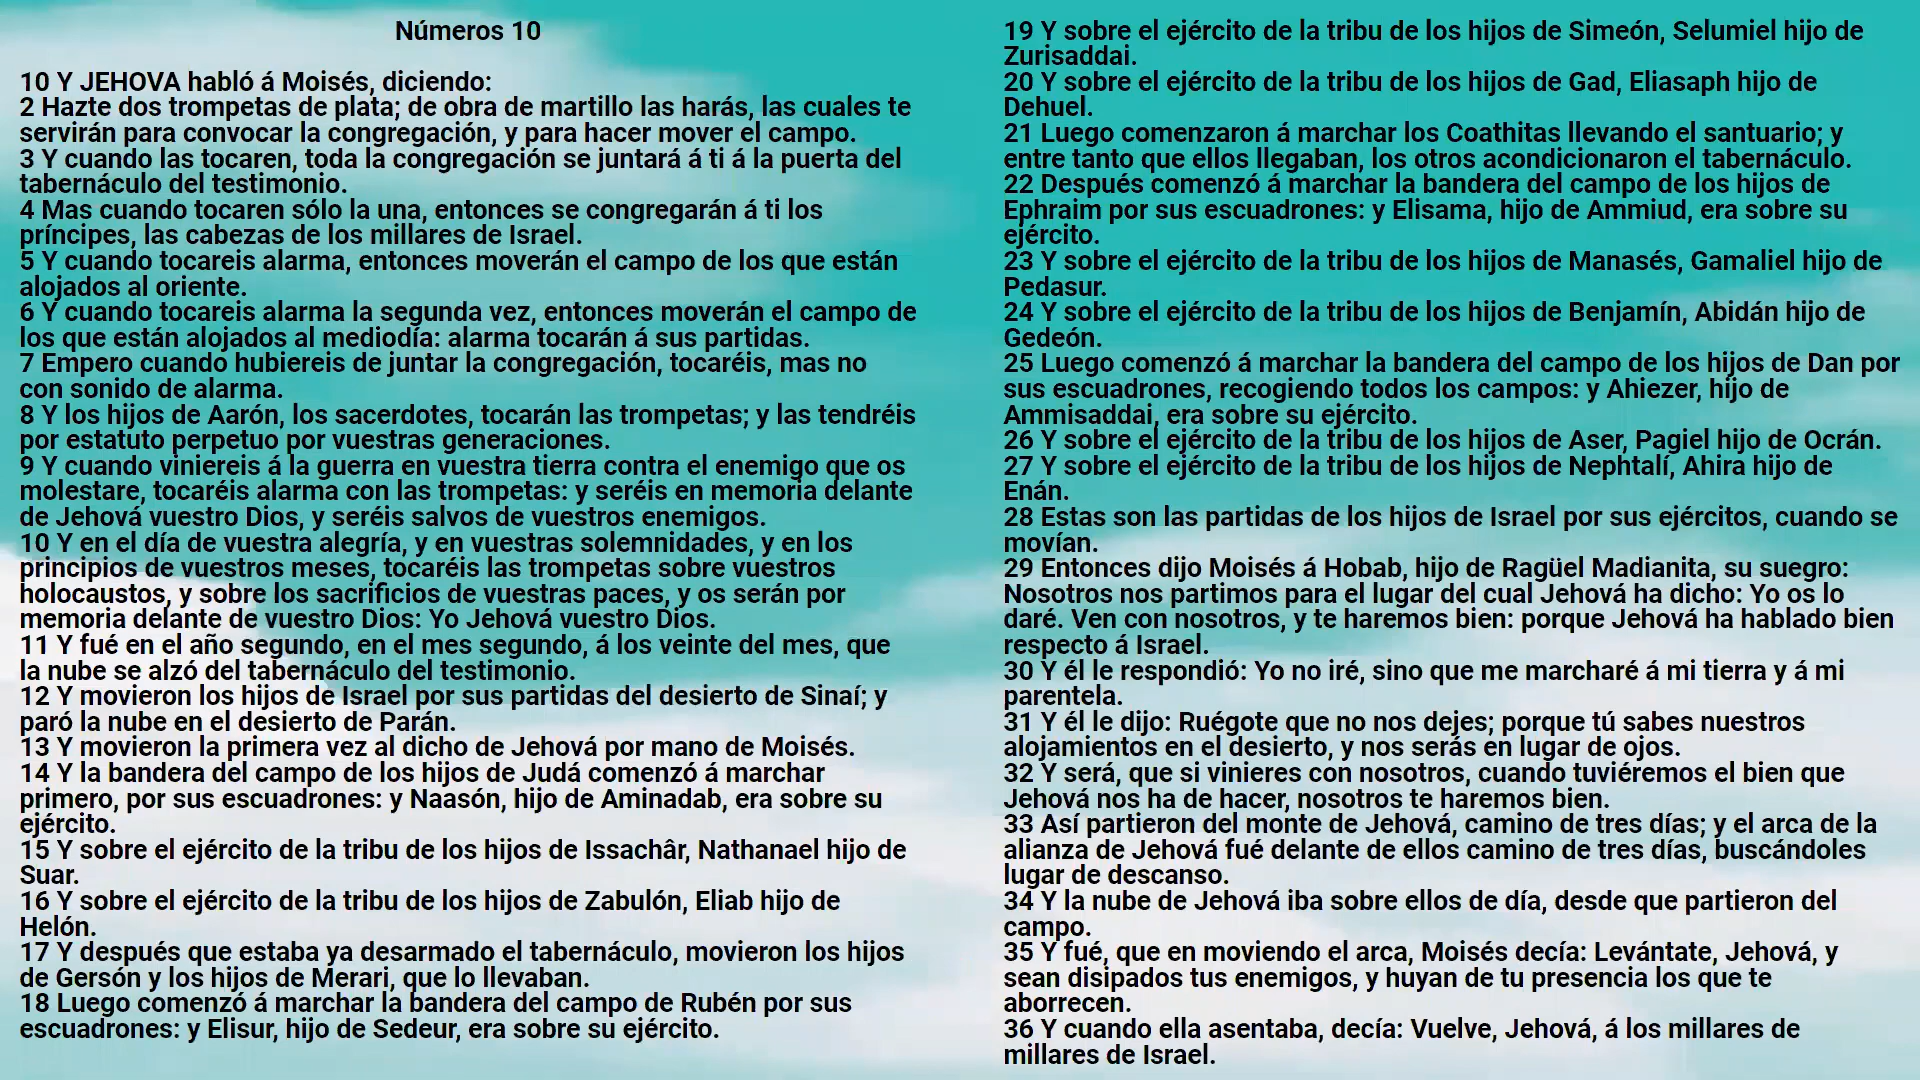 Números 10
10 Y JEHOVA habló á Moisés, diciendo:
2 Hazte dos trompetas de plata; de obra de martillo las harás, las cuales te
servirán para convocar la congregación, y para hacer mover el campo.
3 Y cuando las tocaren, toda la congregación se juntará á ti á la puerta del
tabernáculo del testimonio.
4 Mas cuando tocaren sólo la una, entonces se congregarán á ti los
príncipes, las cabezas de los millares de Israel.
5 Y cuando tocareis alarma, entonces moverán el campo de los que están
alojados al oriente.
6 Y cuando tocareis alarma la segunda vez, entonces moverán el campo de
los que están alojados al mediodía: alarma tocarán á sus partidas.
7 Empero cuando hubiereis de juntar la congregación, tocaréis, mas no
con sonido de alarma.
8 Y los hijos de Aarón, los sacerdotes, tocarán las trompetas; y las tendréis
por estatuto perpetuo por vuestras generaciones.
9 Y cuando viniereis á la guerra en vuestra tierra contra el enemigo que os
molestare, tocaréis alarma con las trompetas: y seréis en memoria delante
de Jehová vuestro Dios, y seréis salvos de vuestros enemigos.
10 Y en el día de vuestra alegría, y en vuestras solemnidades, y en los
principios de vuestros meses, tocaréis las trompetas sobre vuestros
holocaustos, y sobre los sacrificios de vuestras paces, y os serán por
memoria delante de vuestro Dios: Yo Jehová vuestro Dios.
11 Y fué en el año segundo, en el mes segundo, á los veinte del mes, que
la nube se alzó del tabernáculo del testimonio.
12 Y movieron los hijos de Israel por sus partidas del desierto de Sinaí; y
paró la nube en el desierto de Parán.
13 Y movieron la primera vez al dicho de Jehová por mano de Moisés.
14 Y la bandera del campo de los hijos de Judá comenzó á marchar
primero, por sus escuadrones: y Naasón, hijo de Aminadab, era sobre su
ejército.
15 Y sobre el ejército de la tribu de los hijos de Issachâr, Nathanael hijo de
Suar.
16 Y sobre el ejército de la tribu de los hijos de Zabulón, Eliab hijo de
Helón.
17 Y después que estaba ya desarmado el tabernáculo, movieron los hijos
de Gersón y los hijos de Merari, que lo llevaban.
18 Luego comenzó á marchar la bandera del campo de Rubén por sus
escuadrones: y Elisur, hijo de Sedeur, era sobre su ejército.
19 Y sobre el ejército de la tribu de los hijos de Simeón, Selumiel hijo de
Zurisaddai.
20 Y sobre el ejército de la tribu de los hijos de Gad, Eliasaph hijo de
Dehuel.
21 Luego comenzaron á marchar los Coathitas llevando el santuario; y
entre tanto que ellos llegaban, los otros acondicionaron el tabernáculo.
22 Después comenzó á marchar la bandera del campo de los hijos de
Ephraim por sus escuadrones: y Elisama, hijo de Ammiud, era sobre su
ejército.
23 Y sobre el ejército de la tribu de los hijos de Manasés, Gamaliel hijo de
Pedasur.
24 Y sobre el ejército de la tribu de los hijos de Benjamín, Abidán hijo de
Gedeón.
25 Luego comenzó á marchar la bandera del campo de los hijos de Dan por
sus escuadrones, recogiendo todos los campos: y Ahiezer, hijo de
Ammisaddai, era sobre su ejército.
26 Y sobre el ejército de la tribu de los hijos de Aser, Pagiel hijo de Ocrán.
27 Y sobre el ejército de la tribu de los hijos de Nephtalí, Ahira hijo de
Enán.
28 Estas son las partidas de los hijos de Israel por sus ejércitos, cuando se
movían.
29 Entonces dijo Moisés á Hobab, hijo de Ragüel Madianita, su suegro:
Nosotros nos partimos para el lugar del cual Jehová ha dicho: Yo os lo
daré. Ven con nosotros, y te haremos bien: porque Jehová ha hablado bien
respecto á Israel.
30 Y él le respondió: Yo no iré, sino que me marcharé á mi tierra y á mi
parentela.
31 Y él le dijo: Ruégote que no nos dejes; porque tú sabes nuestros
alojamientos en el desierto, y nos serás en lugar de ojos.
32 Y será, que si vinieres con nosotros, cuando tuviéremos el bien que
Jehová nos ha de hacer, nosotros te haremos bien.
33 Así partieron del monte de Jehová, camino de tres días; y el arca de la
alianza de Jehová fué delante de ellos camino de tres días, buscándoles
lugar de descanso.
34 Y la nube de Jehová iba sobre ellos de día, desde que partieron del
campo.
35 Y fué, que en moviendo el arca, Moisés decía: Levántate, Jehová, y
sean disipados tus enemigos, y huyan de tu presencia los que te
aborrecen.
36 Y cuando ella asentaba, decía: Vuelve, Jehová, á los millares de
millares de Israel.